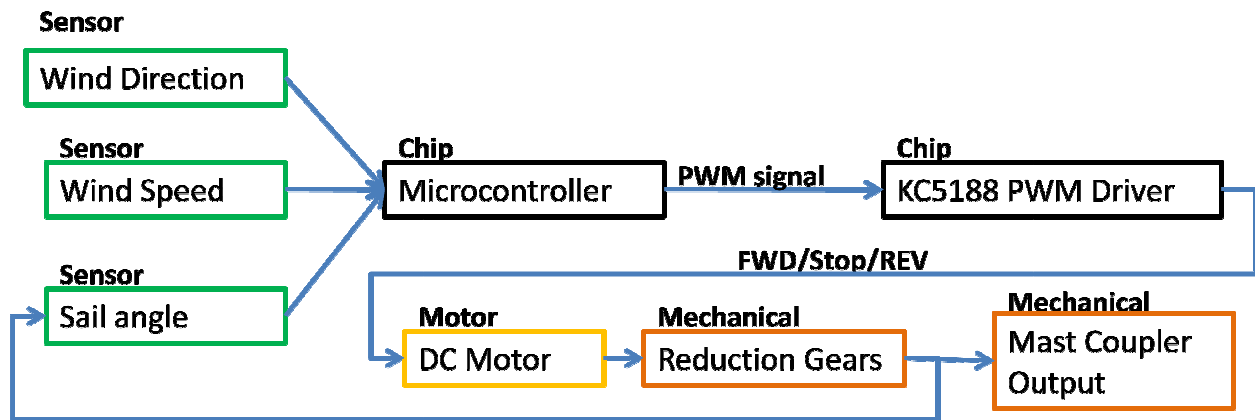 Sensor
Wind Direction
Sensor
Wind Speed
Chip
Microcontroller
PWM signal
Chip
KC5188 PWM Driver
FWD/Stop/REV
Sensor
Sail angle
Motor
DC Motor
Mechanical
Reduction Gears
Mechanical
Mast Coupler
Output